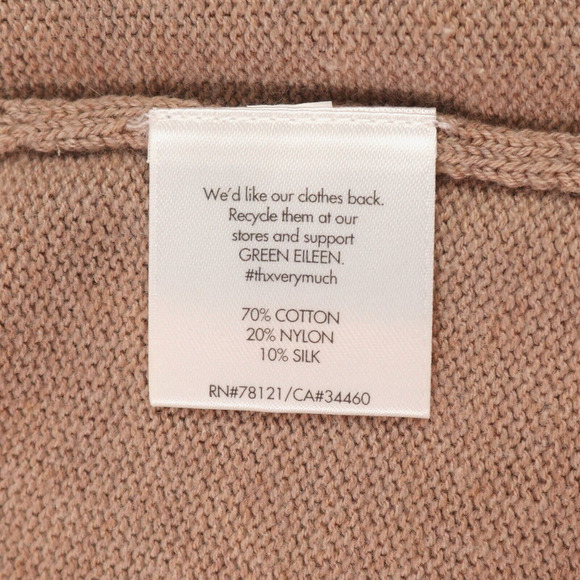 We'd like our clothes back.
Recycle them at our
stores and support
GREEN EILEEN.
#thxverymuch
70% COTTON
20% NYLON
10% SILK
RN#78121/CA#34460